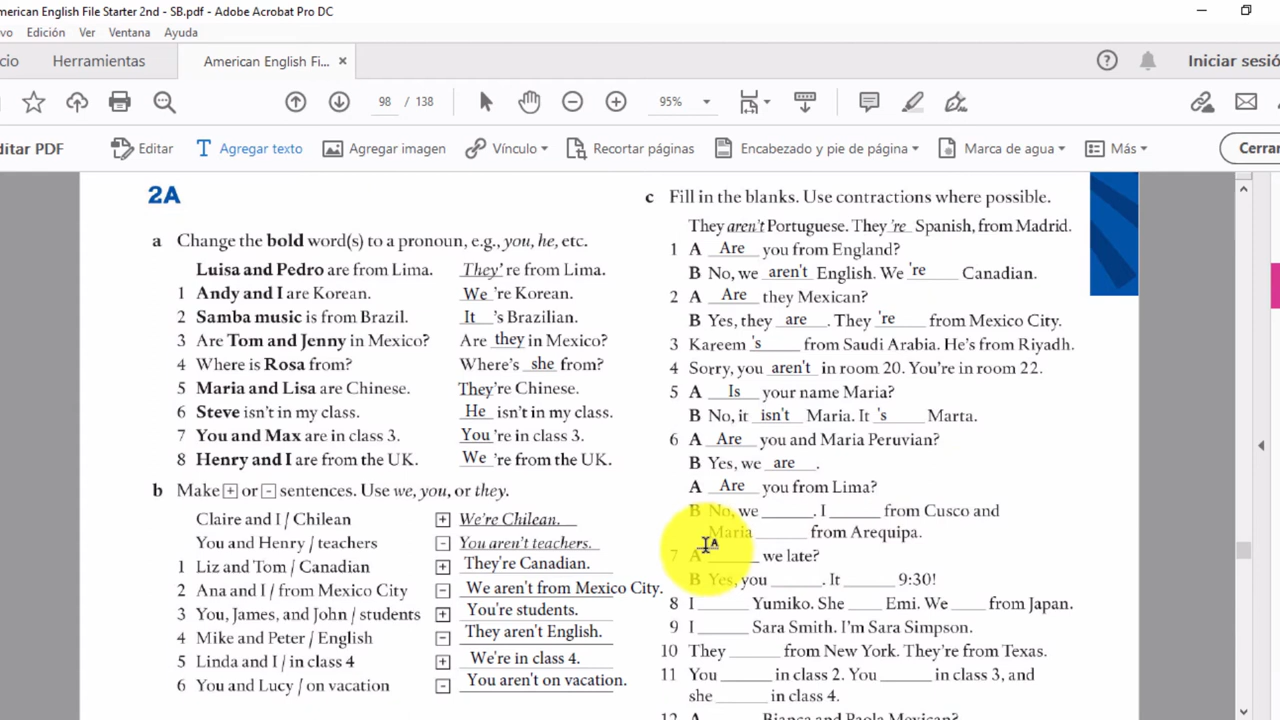 merican English File Starter 2nd - SB.pdf - Adobe Acrobat Pro DC
vo Edición Ver Ventana Ayuda
cio Herramientas American English Fi... × Iniciar sesió
98 / 138 95%
ditar PDF Editar Agregar texto Agregar imagen Vínculo Recortar páginas Encabezado y pie de página Marca de agua Más Cerrar
2A
a Change the bold word(s) to a pronoun, e.g., you, he, etc.
Luisa and Pedro are from Lima. They're from Lima.
1 Andy and I are Korean. We 're Korean.
2 Samba music is from Brazil. It 's Brazilian.
3 Are Tom and Jenny in Mexico? Are they in Mexico?
4 Where is Rosa from? Where's she from?
5 Maria and Lisa are Chinese. They're Chinese.
6 Steve isn't in my class. He isn't in my class.
7 You and Max are in class 3. You 're in class 3.
8 Henry and I are from the UK. We 're from the UK.
b Make + or - sentences. Use we, you, or they.
Claire and I / Chilean + We're Chilean.
You and Henry / teachers - You aren't teachers.
1 Liz and Tom / Canadian + They're Canadian.
2 Ana and I / from Mexico City - We aren't from Mexico City.
3 You, James, and John / students + You're students.
4 Mike and Peter / English - They aren't English.
5 Linda and I / in class 4 + We're in class 4.
6 You and Lucy / on vacation - You aren't on vacation.
c Fill in the blanks. Use contractions where possible.
They aren't Portuguese. They 're Spanish, from Madrid.
1 A Are you from England?
B No, we aren't English. We 're Canadian.
2 A Are they Mexican?
B Yes, they are . They 're from Mexico City.
3 Kareem 's from Saudi Arabia. He's from Riyadh.
4 Sorry, you aren't in room 20. You're in room 22.
5 A Is your name Maria?
B No, it isn't Maria. It 's Marta.
6 A Are you and Maria Peruvian?
B Yes, we are .
A Are you from Lima?
B No, we ______. I ______ from Cusco and
Maria ______ from Arequipa.
7 A ______ we late?
B Yes, you ______. It ______ 9:30!
8 I ______ Yumiko. She ____ Emi. We ____ from Japan.
9 I ______ Sara Smith. I'm Sara Simpson.
10 They ______ from New York. They're from Texas.
11 You ______ in class 2. You ______ in class 3, and
she ______ in class 4.
12 A ______ Bianca and Paola Mexican?